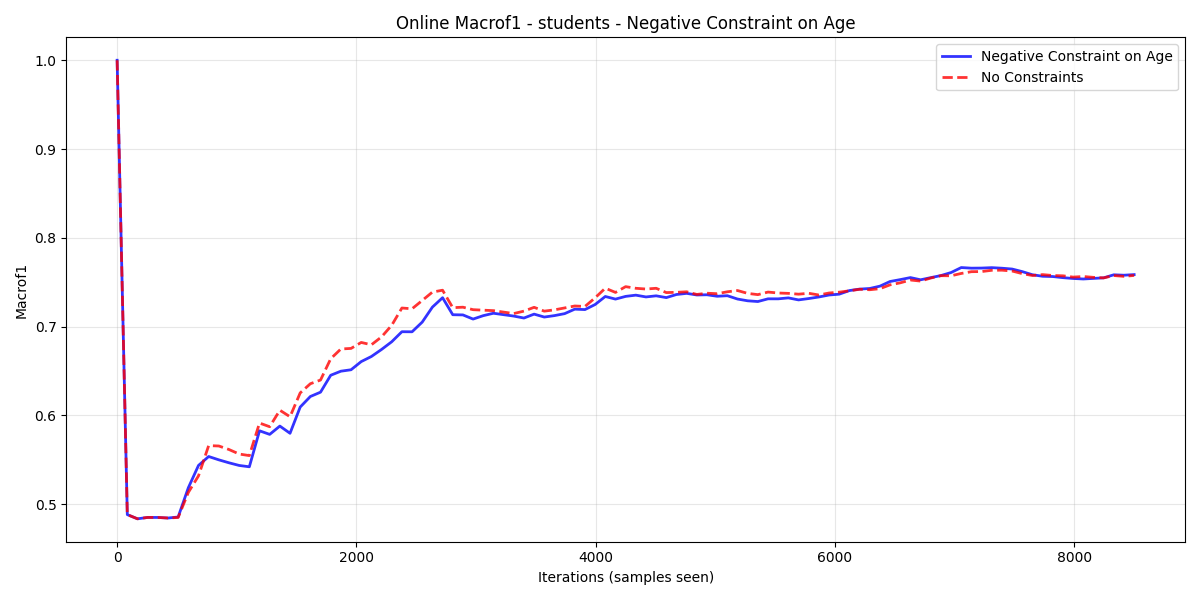 Online Macrof1 - students - Negative Constraint on Age
Negative Constraint on Age
No Constraints
Macrof1
1.0
0.9
0.8
0.7
0.6
0.5
0 2000 4000 6000 8000
Iterations (samples seen)